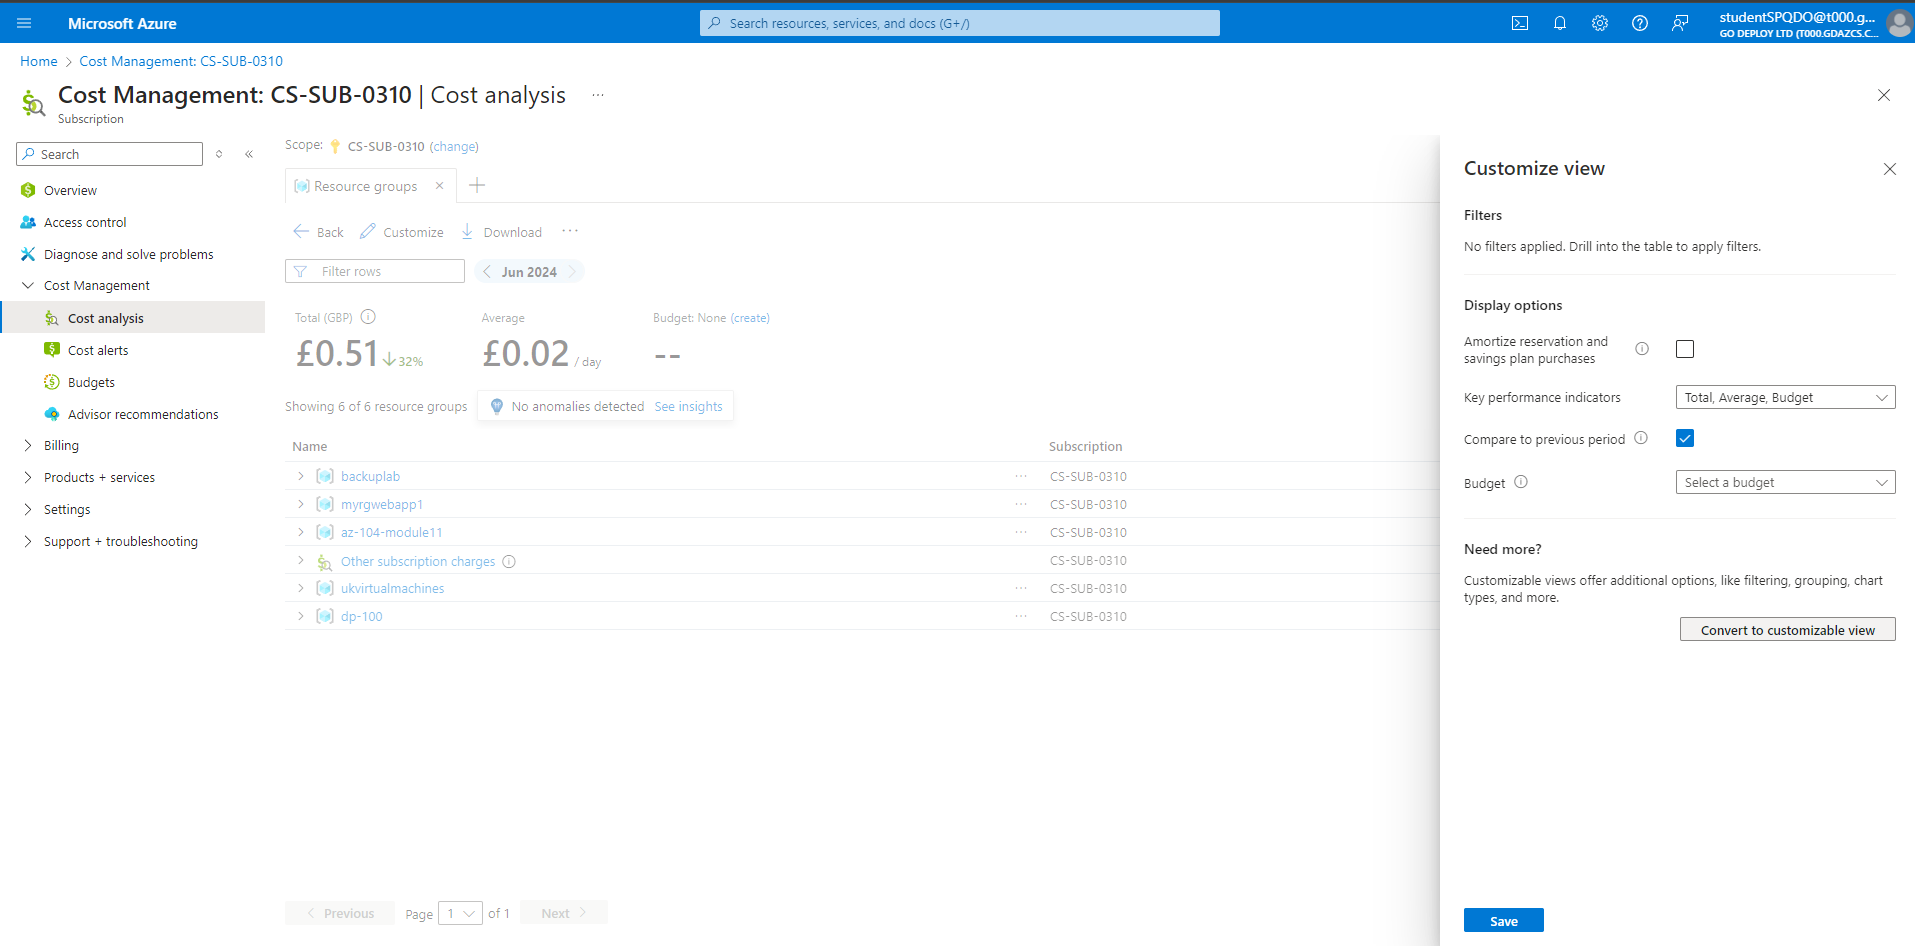 Microsoft Azure
Search resources, services, and docs (G+/)
studentSPQDO@t000.g...
GO DEPLOY LTD (T000.GDAZCS.C...
Home > Cost Management: CS-SUB-0310
Cost Management: CS-SUB-0310 | Cost analysis ...
Subscription
Search
Overview
Access control
Diagnose and solve problems
Cost Management
Cost analysis
Cost alerts
Budgets
Advisor recommendations
Billing
Products + services
Settings
Support + troubleshooting
Scope: CS-SUB-0310 (change)
Resource groups
Back Customize Download ...
Filter rows
Jun 2024
Total (GBP) Average Budget: None (create)
£0.51 32% £0.02 / day --
Showing 6 of 6 resource groups No anomalies detected See insights
Name Subscription
backuplab ... CS-SUB-0310
myrgwebapp1 ... CS-SUB-0310
az-104-module11 ... CS-SUB-0310
Other subscription charges CS-SUB-0310
ukvirtualmachines ... CS-SUB-0310
dp-100 ... CS-SUB-0310
Previous Page 1 of 1 Next
Customize view
Filters
No filters applied. Drill into the table to apply filters.
Display options
Amortize reservation and
savings plan purchases
Key performance indicators Total, Average, Budget
Compare to previous period
Budget Select a budget
Need more?
Customizable views offer additional options, like filtering, grouping, chart
types, and more.
Convert to customizable view
Save